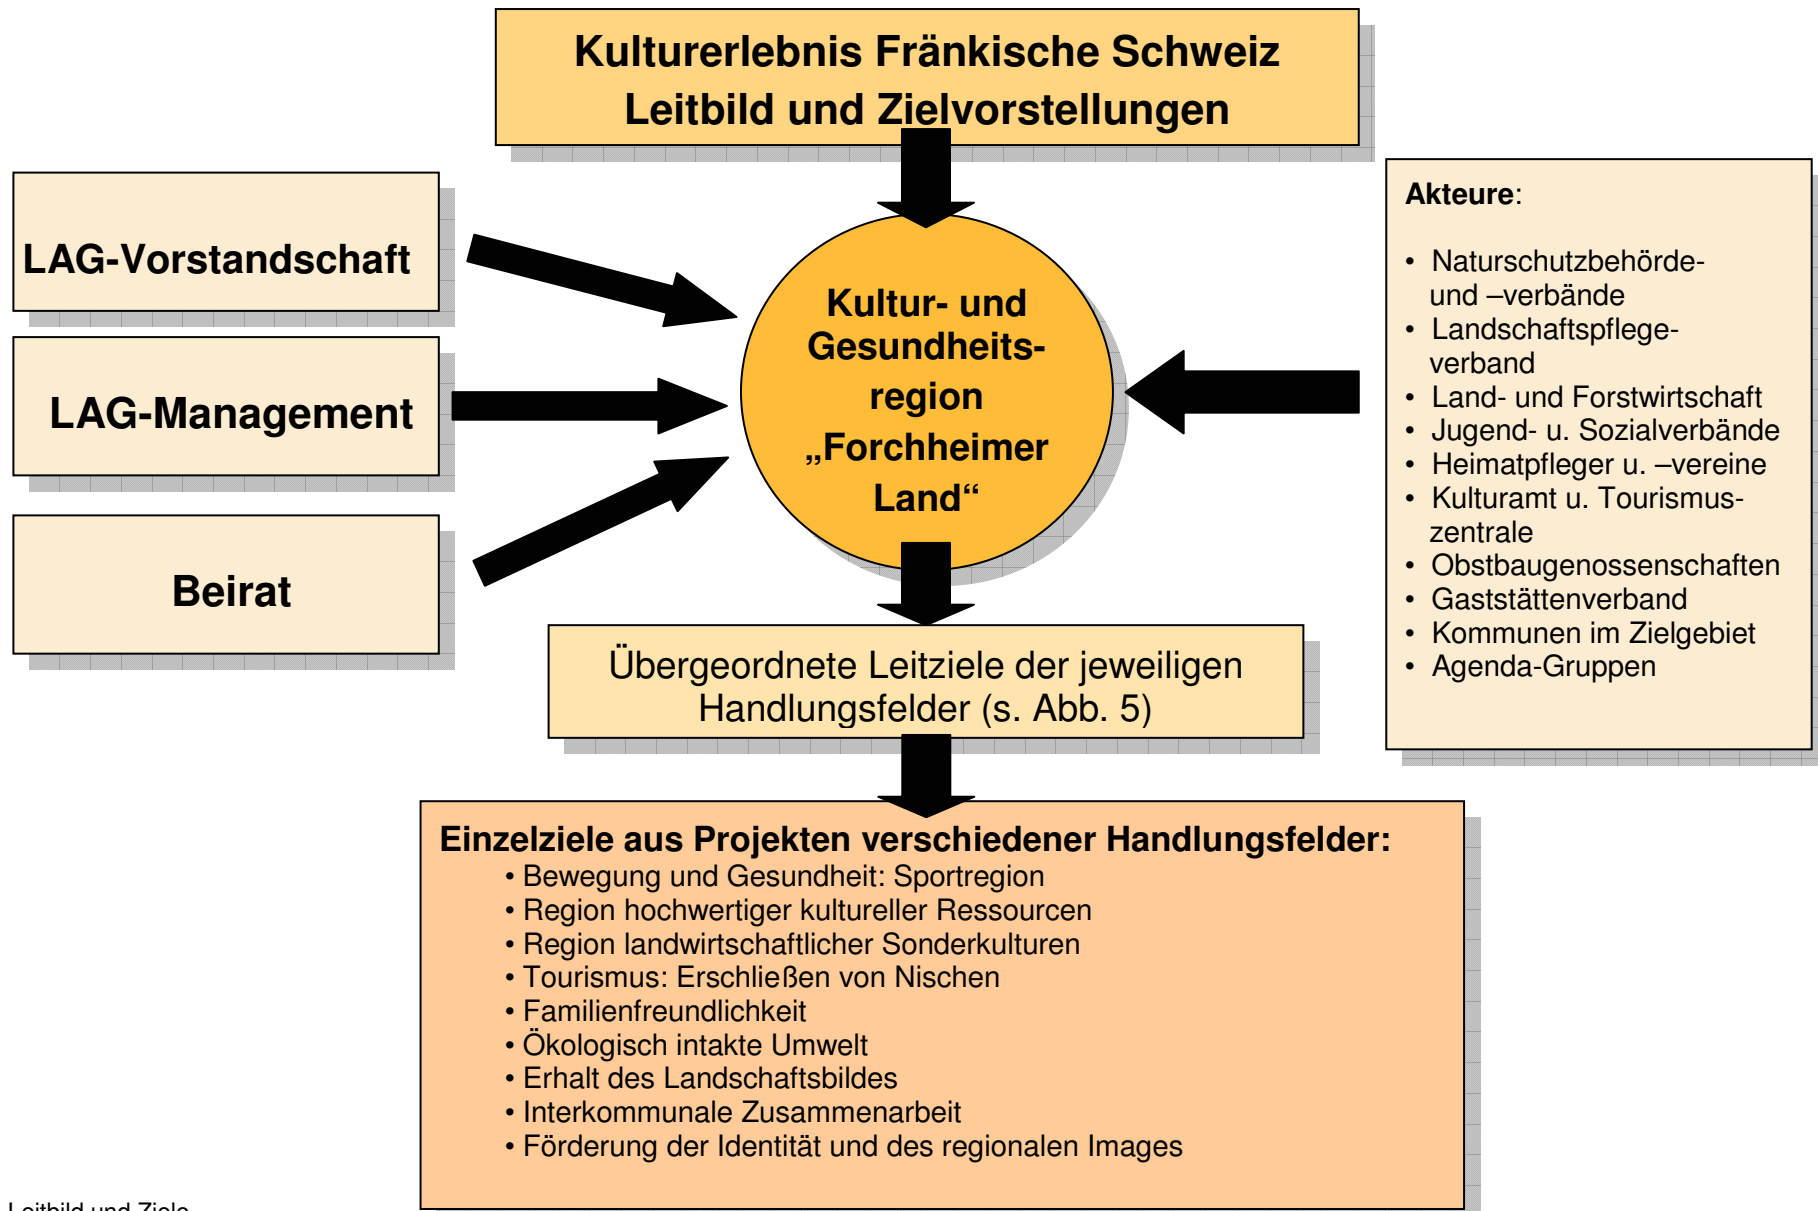 Kulturerlebnis Fränkische Schweiz
Leitbild und Zielvorstellungen
LAG-Vorstandschaft
LAG-Management
Beirat
Kultur- und
Gesundheits-
region
„Forchheimer
Land“
Akteure:
• Naturschutzbehörde-
und –verbände
• Landschaftspflege-
verband
• Land- und Forstwirtschaft
• Jugend- u. Sozialverbände
• Heimatpfleger u. –vereine
• Kulturamt u. Tourismus-
zentrale
• Obstbaugenossenschaften
• Gaststättenverband
• Kommunen im Zielgebiet
• Agenda-Gruppen
Übergeordnete Leitziele der jeweiligen
Handlungsfelder (s. Abb. 5)
Einzelziele aus Projekten verschiedener Handlungsfelder:
• Bewegung und Gesundheit: Sportregion
• Region hochwertiger kultureller Ressourcen
• Region landwirtschaftlicher Sonderkulturen
• Tourismus: Erschließen von Nischen
• Familienfreundlichkeit
• Ökologisch intakte Umwelt
• Erhalt des Landschaftsbildes
• Interkommunale Zusammenarbeit
• Förderung der Identität und des regionalen Images
Leitbild und Ziele